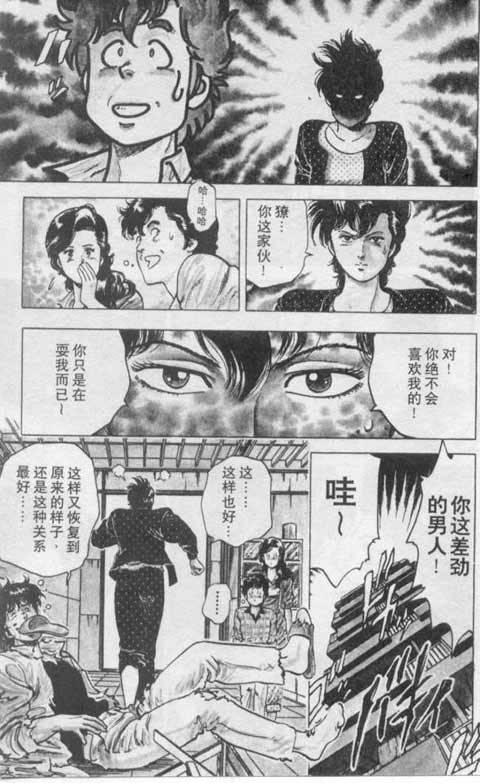 獠…
你这家伙！
哈…哈哈
对！
你绝不会
喜欢我的！
你只是在
耍我而已～
你这差劲
的男人！
哇～
这……
这样也好…
……
这样又恢复到
原来的样子，
还是这种关系
最好……